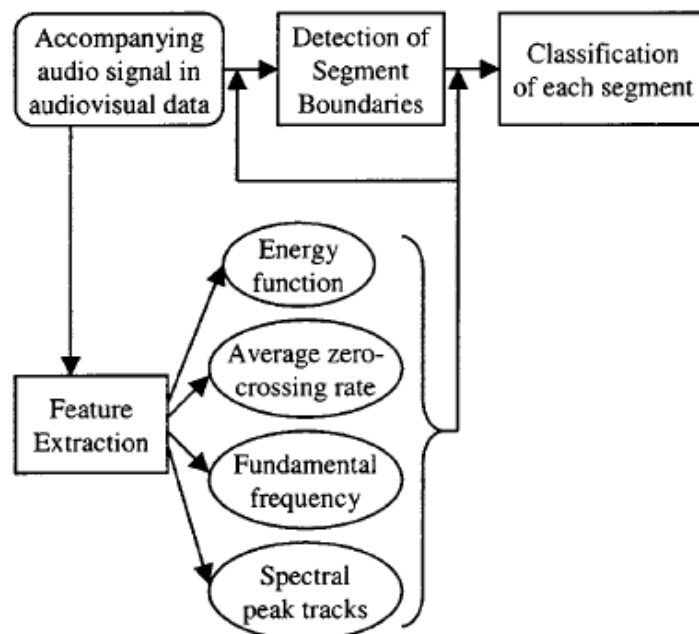 Accompanying
audio signal in
audiovisual data
Detection of
Segment
Boundaries
Classification
of each segment
Energy
function
Average zero-
crossing rate
Feature
Extraction
Fundamental
frequency
Spectral
peak tracks